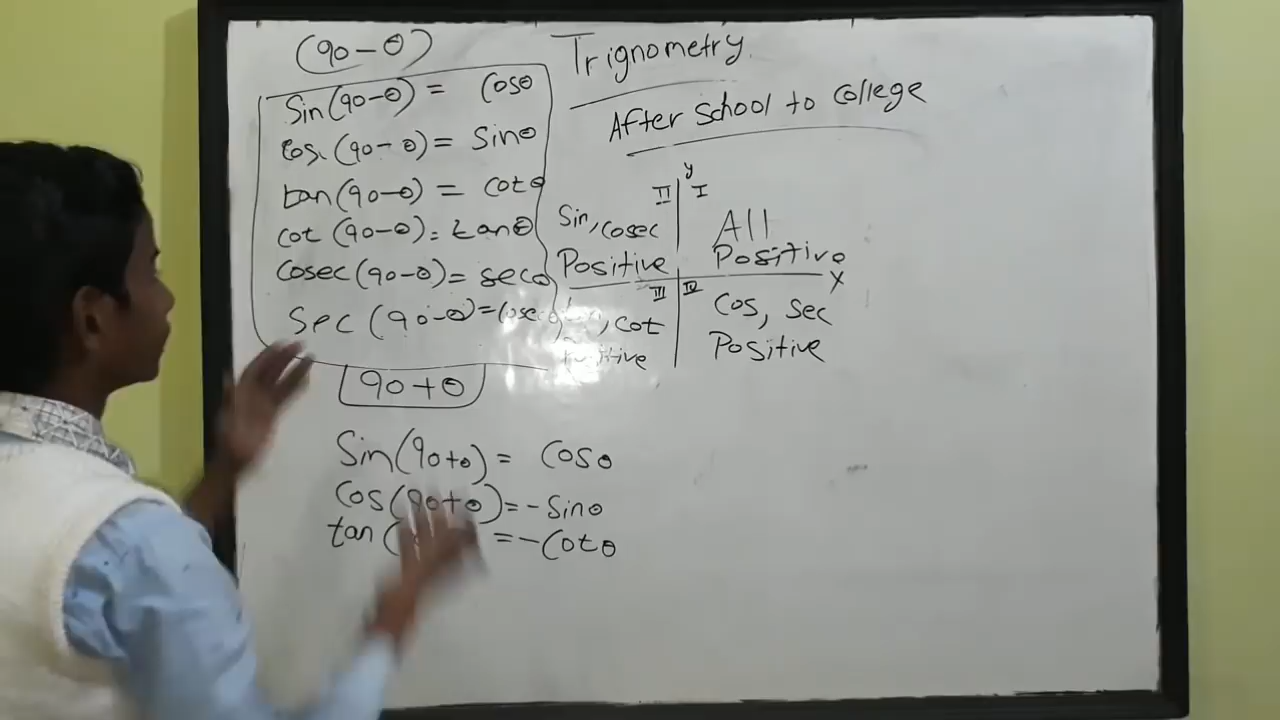 (90-θ)
Sin(90-θ) = Cosθ
Cos(90-θ) = Sinθ
tan(90-θ) = Cotθ
Cot (90-θ) = tanθ
Cosec(90-θ) = secθ
Sec (90-θ) = Cosecθ
90+θ
Sin(90+θ) = Cosθ
Cos(90+θ) = -Sinθ
tan( = -Cotθ
Trignometry
After School to College
y
II
I
Sin, Cosec
Positive
All
Positive
X
III
IV
, Cot
Positive
Cos, Sec
Positive